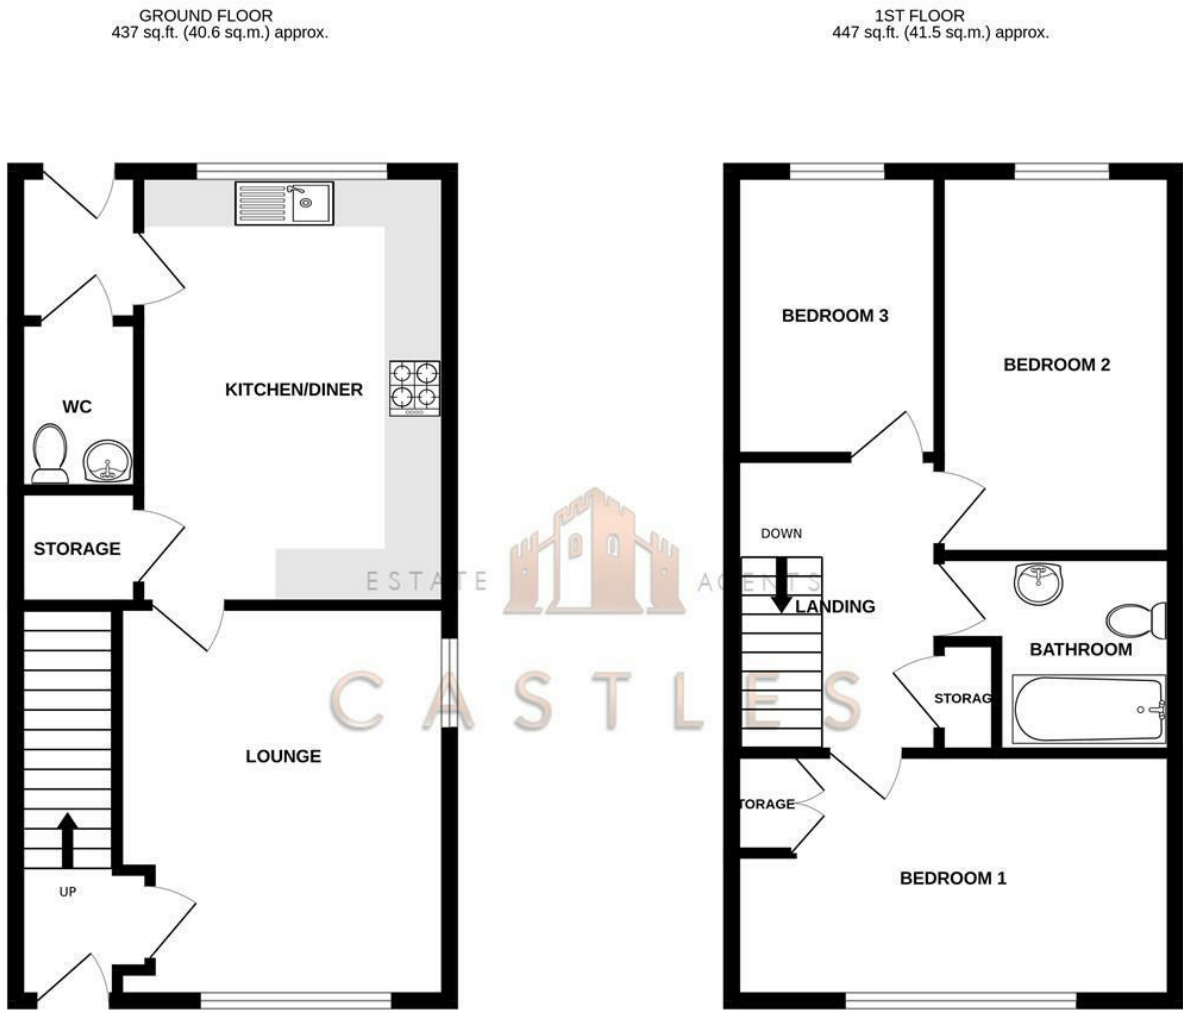 GROUND FLOOR
437 sq.ft. (40.6 sq.m.) approx.
1ST FLOOR
447 sq.ft. (41.5 sq.m.) approx.
KITCHEN/DINER
WC
STORAGE
LOUNGE
UP
BEDROOM 3
BEDROOM 2
DOWN
LANDING
BATHROOM
STORAG
TORAGE
BEDROOM 1
ESTATE AGENTS
CASTLES